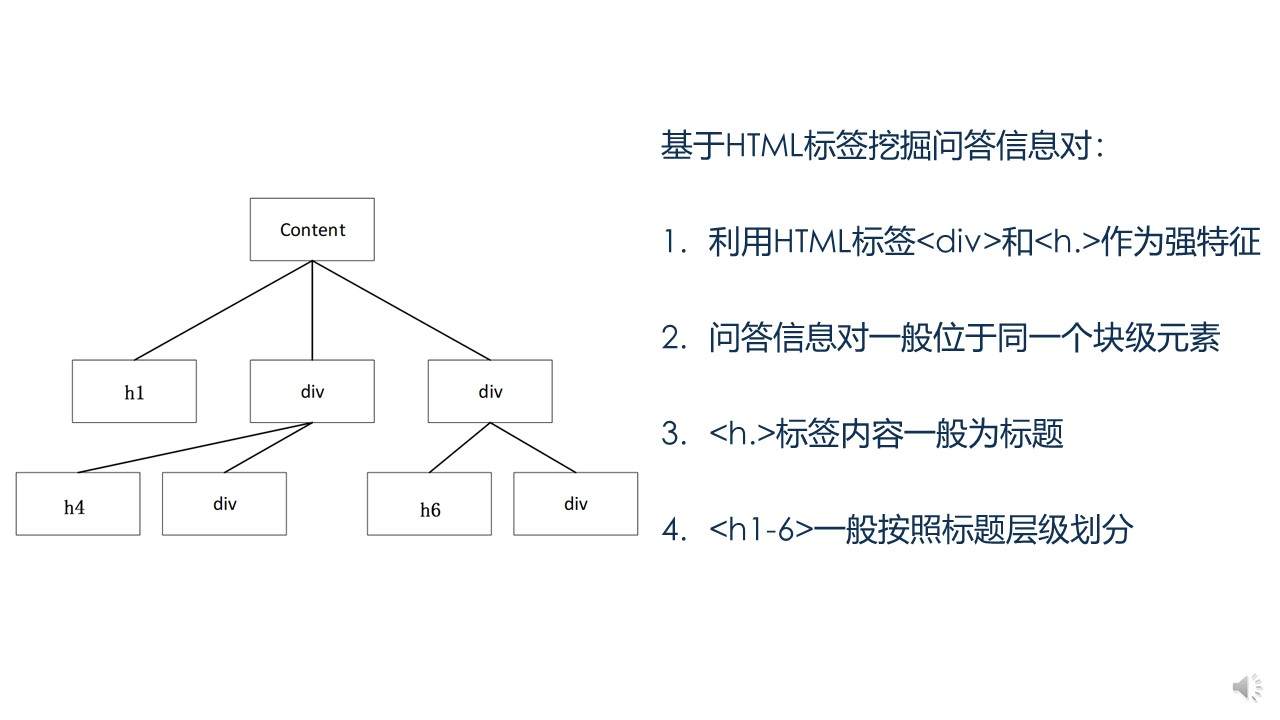 基于HTML标签挖掘问答信息对：
1. 利用HTML标签<div>和<h.>作为强特征
2. 问答信息对一般位于同一个块级元素
3. <h.>标签内容一般为标题
4. <h1-6>一般按照标题层级划分
Content
h1
div
div
h4
div
h6
div